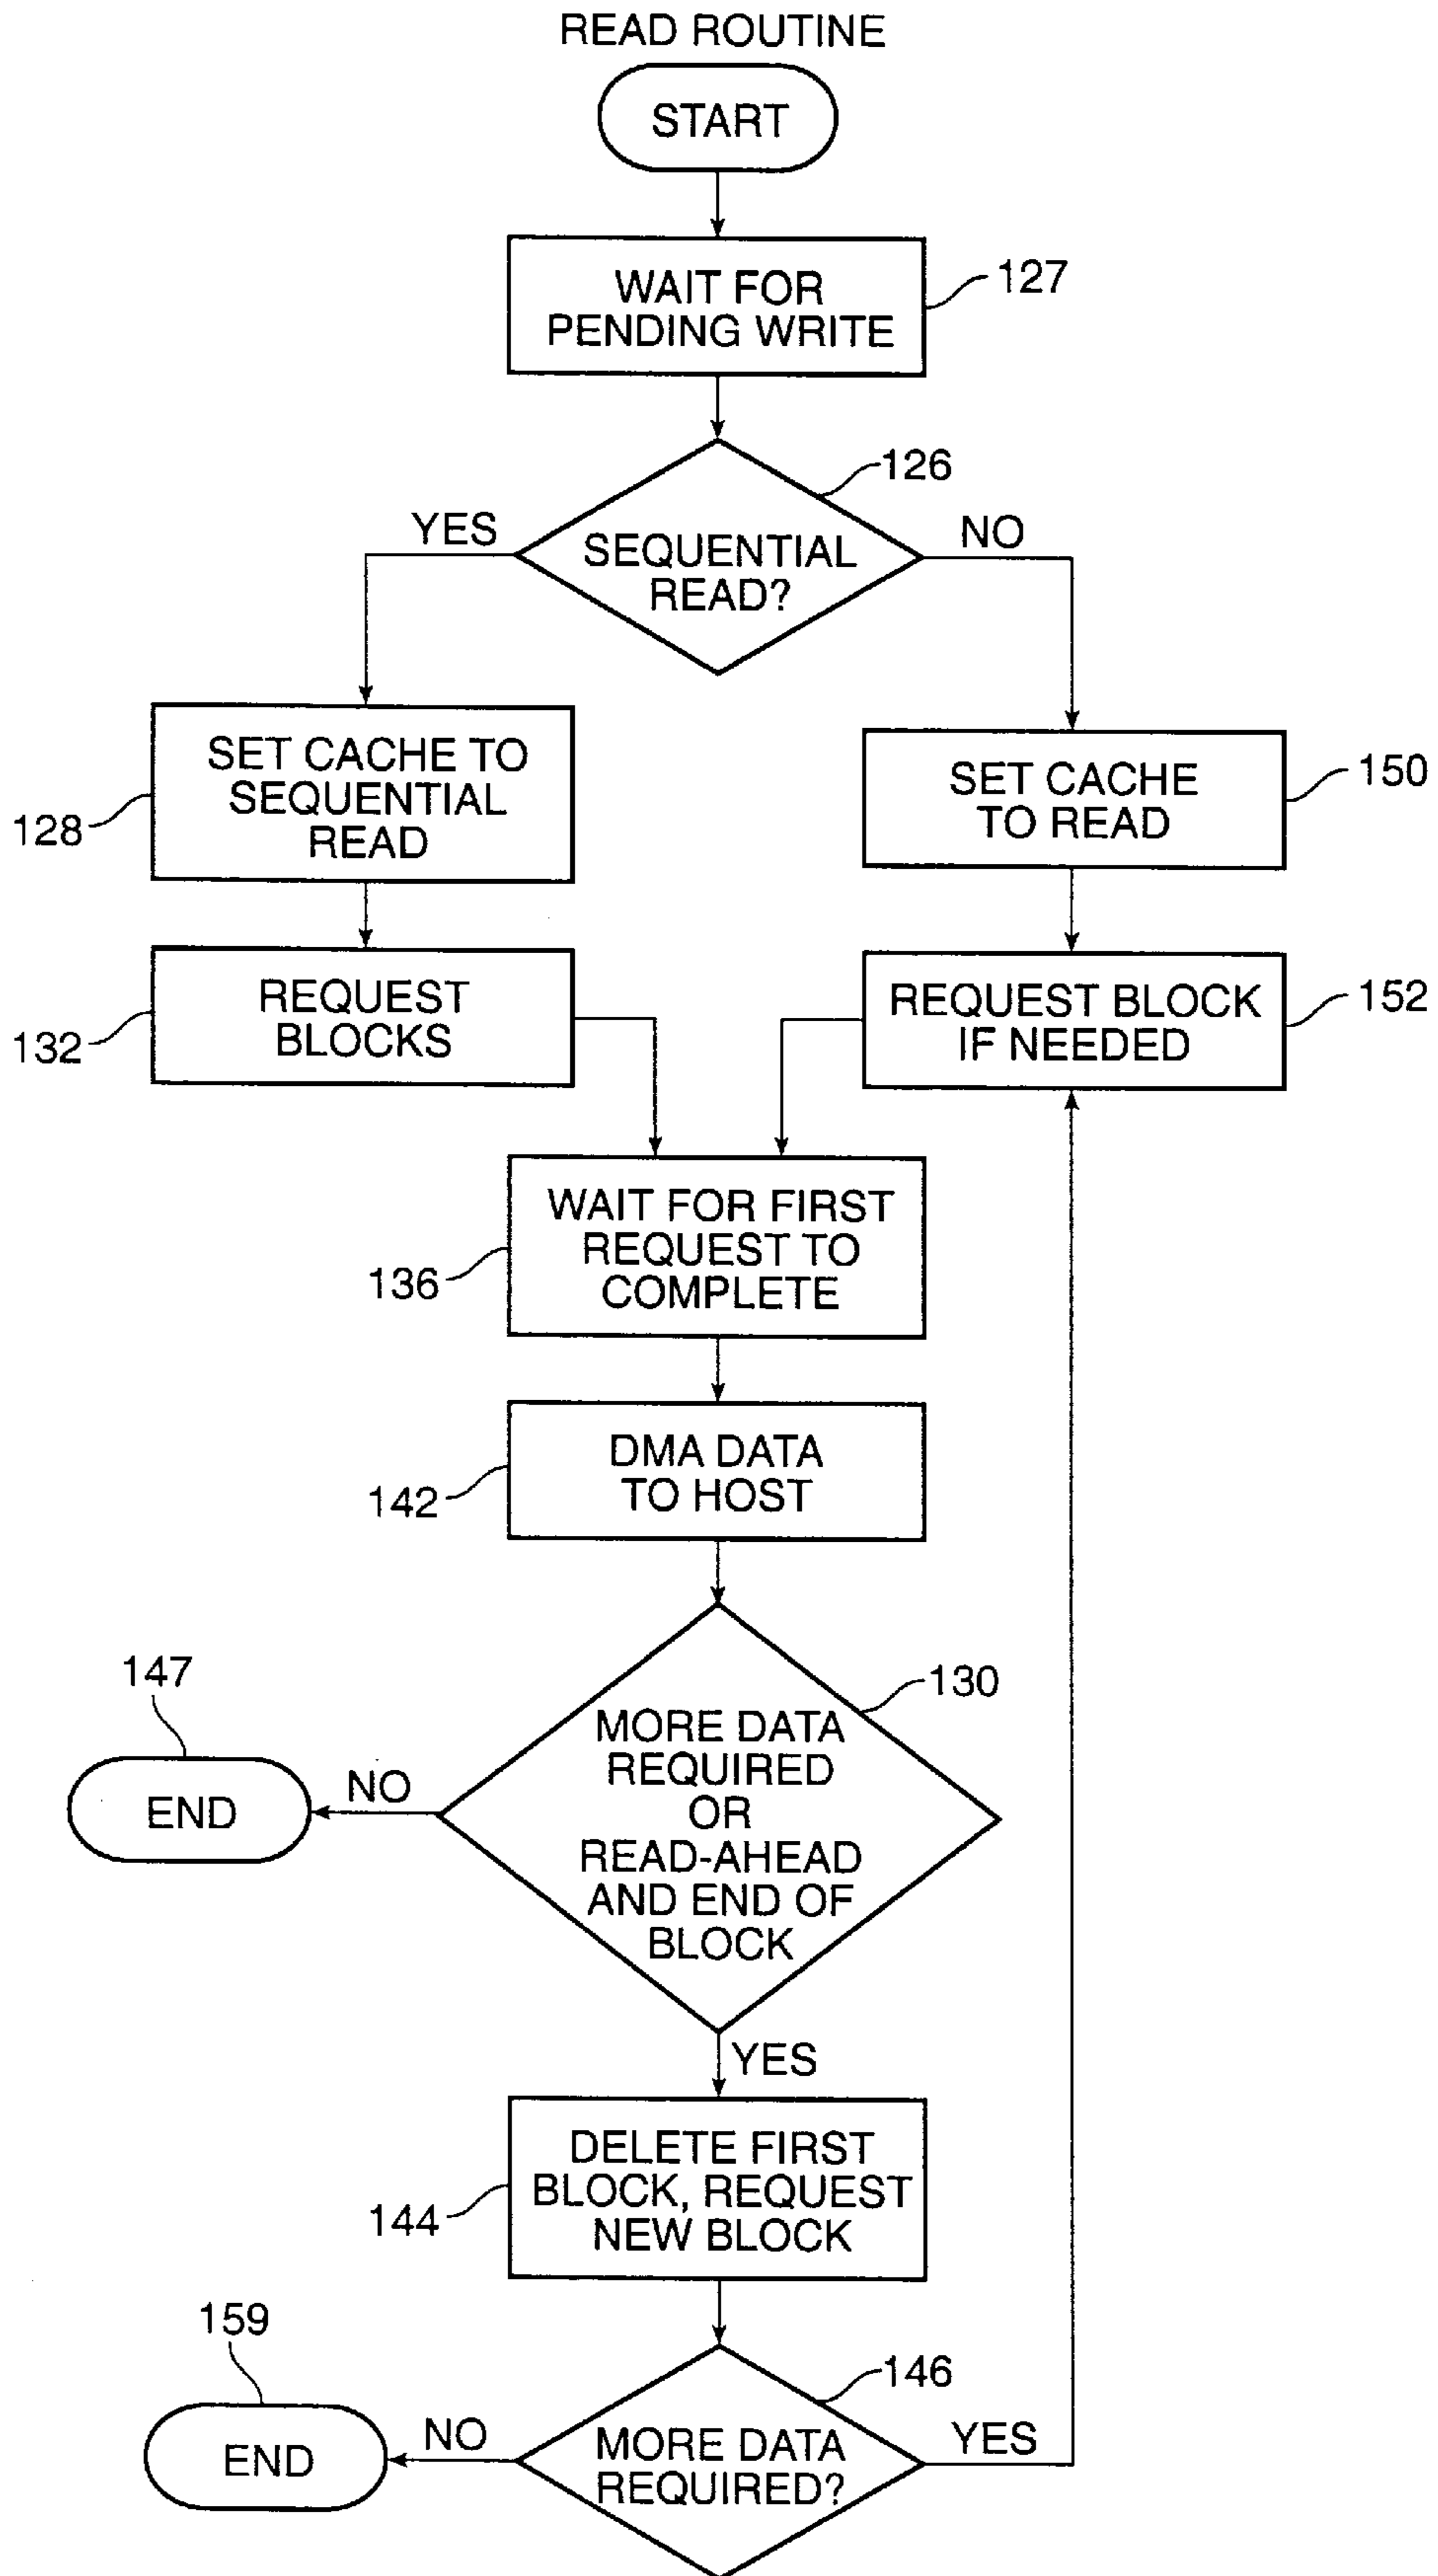 READ ROUTINE
START
WAIT FOR
PENDING WRITE
127
126
YES
NO
SEQUENTIAL
READ?
SET CACHE TO
SEQUENTIAL
READ
128
SET CACHE
TO READ
150
REQUEST
BLOCKS
132
REQUEST BLOCK
IF NEEDED
152
WAIT FOR FIRST
REQUEST TO
COMPLETE
136
DMA DATA
TO HOST
142
147
130
MORE DATA
REQUIRED
OR
READ-AHEAD
AND END OF
BLOCK
NO
END
YES
DELETE FIRST
BLOCK, REQUEST
NEW BLOCK
144
159
146
END
NO
MORE DATA
REQUIRED?
YES